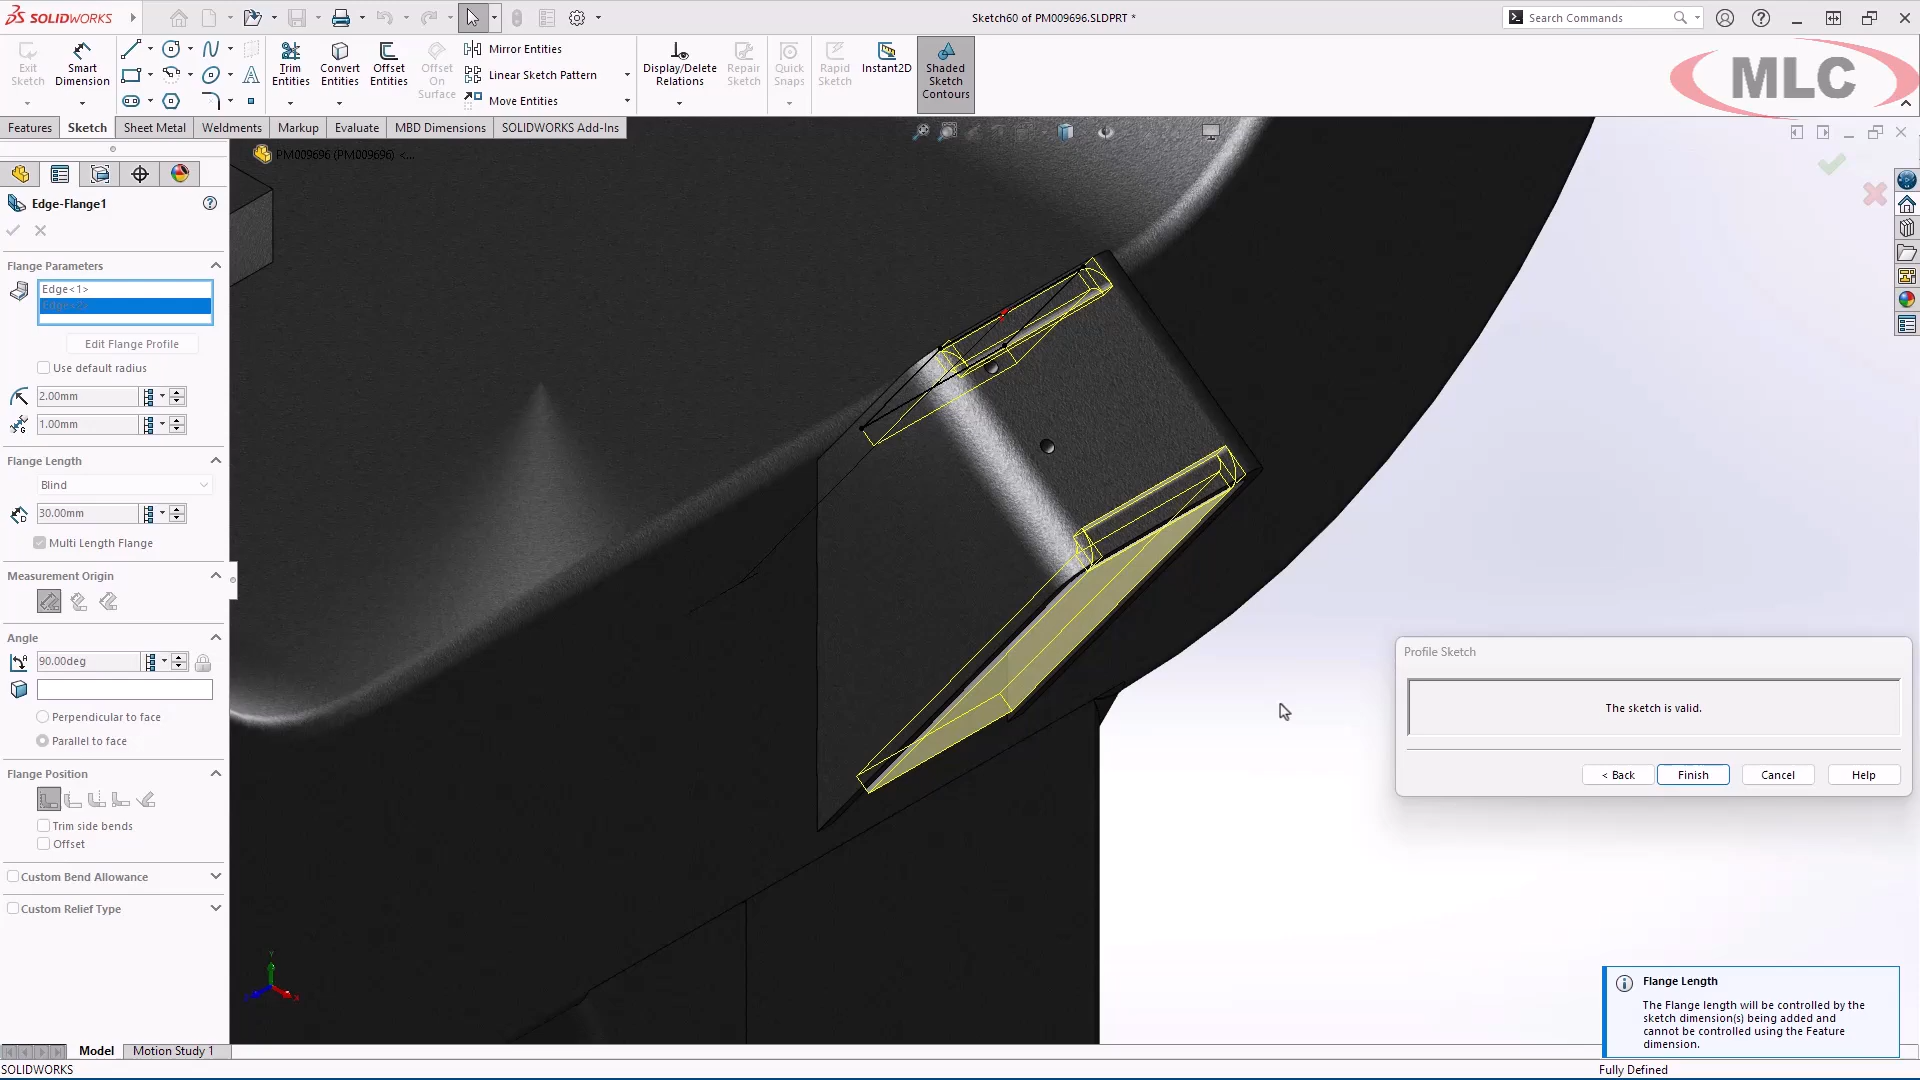 SOLIDWORKS
Sketch60 of PM009696.SLDPRT *
Search Commands
Exit Sketch
Smart Dimension
Trim Entities
Convert Entities
Offset Entities
Offset On Surface
Mirror Entities
Linear Sketch Pattern
Move Entities
Display/Delete Relations
Repair Sketch
Quick Snaps
Rapid Sketch
Instant2D
Shaded Sketch Contours
MLC
Features
Sketch
Sheet Metal
Weldments
Markup
Evaluate
MBD Dimensions
SOLIDWORKS Add-Ins
PM009696 (PM009696) <...
Edge-Flange1
Flange Parameters
Edge<1>
Edge<2>
Edit Flange Profile
Use default radius
2.00mm
1.00mm
Flange Length
Blind
30.00mm
Multi Length Flange
Measurement Origin
Angle
90.00deg
Perpendicular to face
Parallel to face
Flange Position
Trim side bends
Offset
Custom Bend Allowance
Custom Relief Type
Profile Sketch
The sketch is valid.
< Back
Finish
Cancel
Help
Flange Length
The Flange length will be controlled by the
sketch dimension(s) being added and
cannot be controlled using the Feature
dimension.
Model
Motion Study 1
SOLIDWORKS
Fully Defined